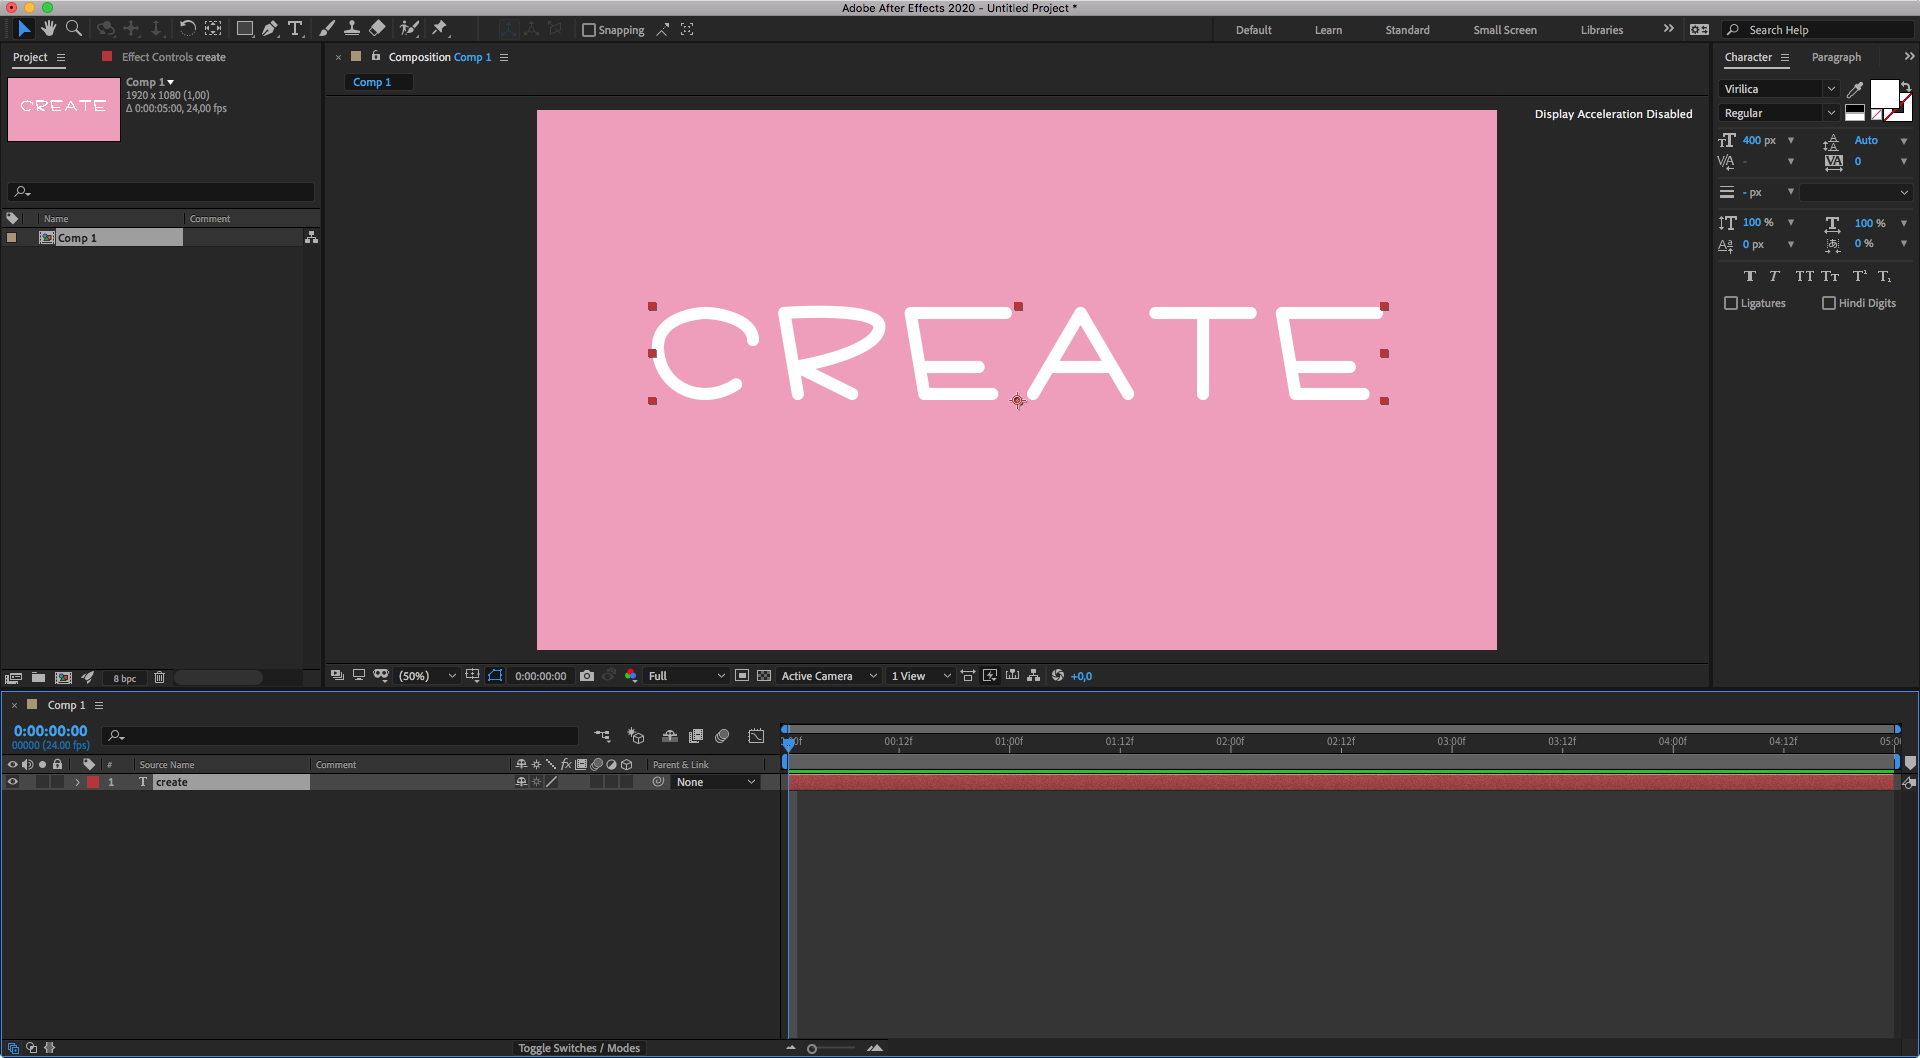 Adobe After Effects 2020 - Untitled Project *
Snapping
Default
Learn
Standard
Small Screen
Libraries
Search Help
Project
Effect Controls create
Comp 1
1920 x 1080 (1,00)
Δ 0:00:05:00, 24,00 fps
CREATE
Name
Comment
Comp 1
8 bpc
Composition Comp 1
Comp 1
Display Acceleration Disabled
CREATE
(50%)
0:00:00:00
Full
Active Camera
1 View
+0,0
Character
Paragraph
Virilica
Regular
400 px
Auto
-
0
- px
100 %
100 %
0 px
0 %
Ligatures
Hindi Digits
Comp 1
0:00:00:00
00000 (24.00 fps)
#
Source Name
Comment
fx
Parent & Link
1
T
create
None
00:12f
01:00f
01:12f
02:00f
02:12f
03:00f
03:12f
04:00f
04:12f
Toggle Switches / Modes